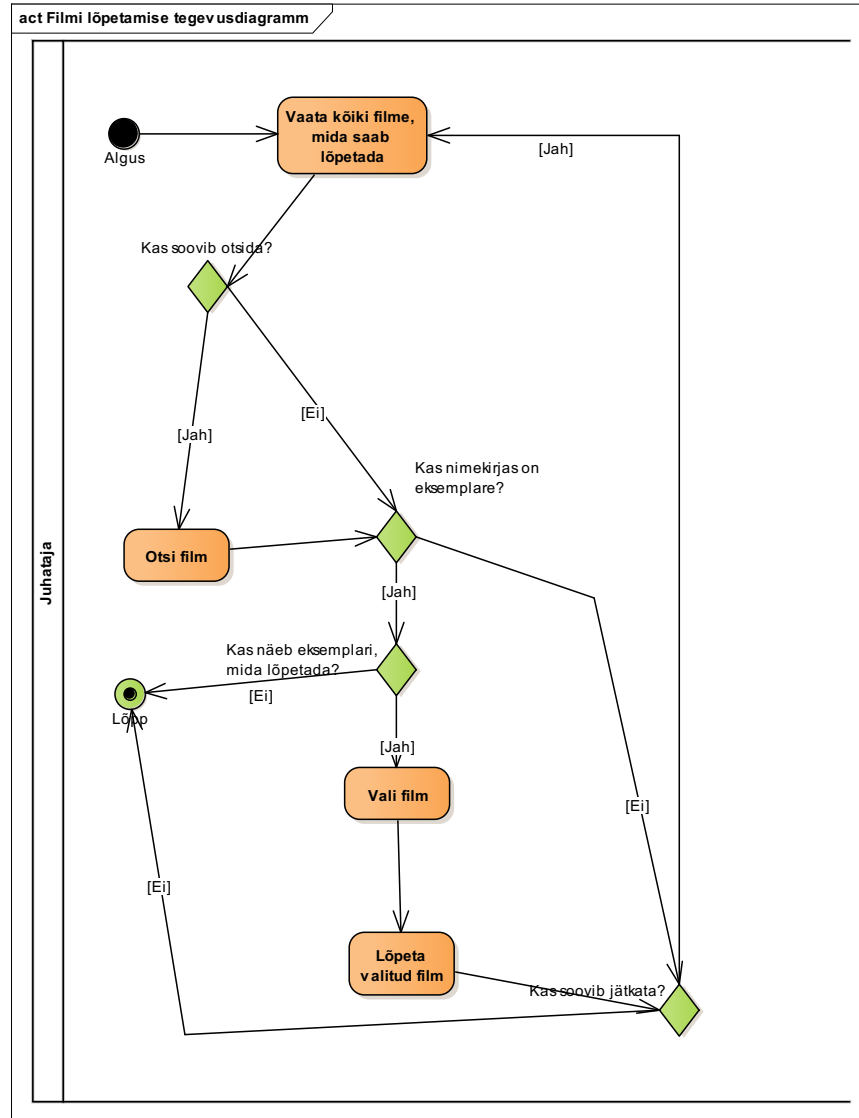 act Filmi lõpetamise tegevusdiagramm
Juhataja
Algus
Vaata kõiki filme,
mida saab
lõpetada
[Jah]
Kas soovib otsida?
[Ei]
[Jah]
Kas nimekirjas on
eksemplare?
Otsi film
[Jah]
Kas näeb eksemplari,
mida lõpetada?
[Ei]
Lõpp
[Jah]
Vali film
[Ei]
[Ei]
Lõpeta
valitud film
Kas soovib jätkata?